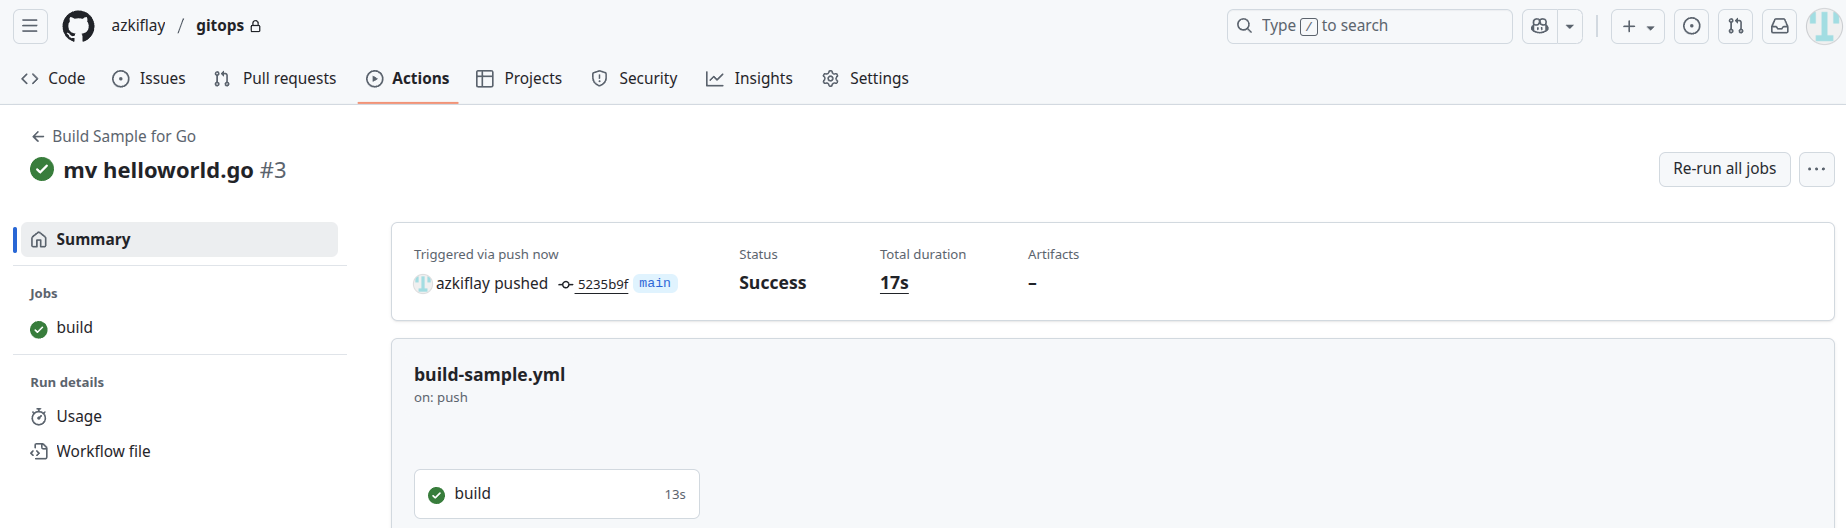 azkiflay / gitops
Type / to search
Code Issues Pull requests Actions Projects Security Insights Settings
Build Sample for Go
mv helloworld.go #3
Re-run all jobs
Summary
Jobs
build
Run details
Usage
Workflow file
Triggered via push now
azkiflay pushed 5235b9f main
Status
Success
Total duration
17s
Artifacts
–
build-sample.yml
on: push
build 13s